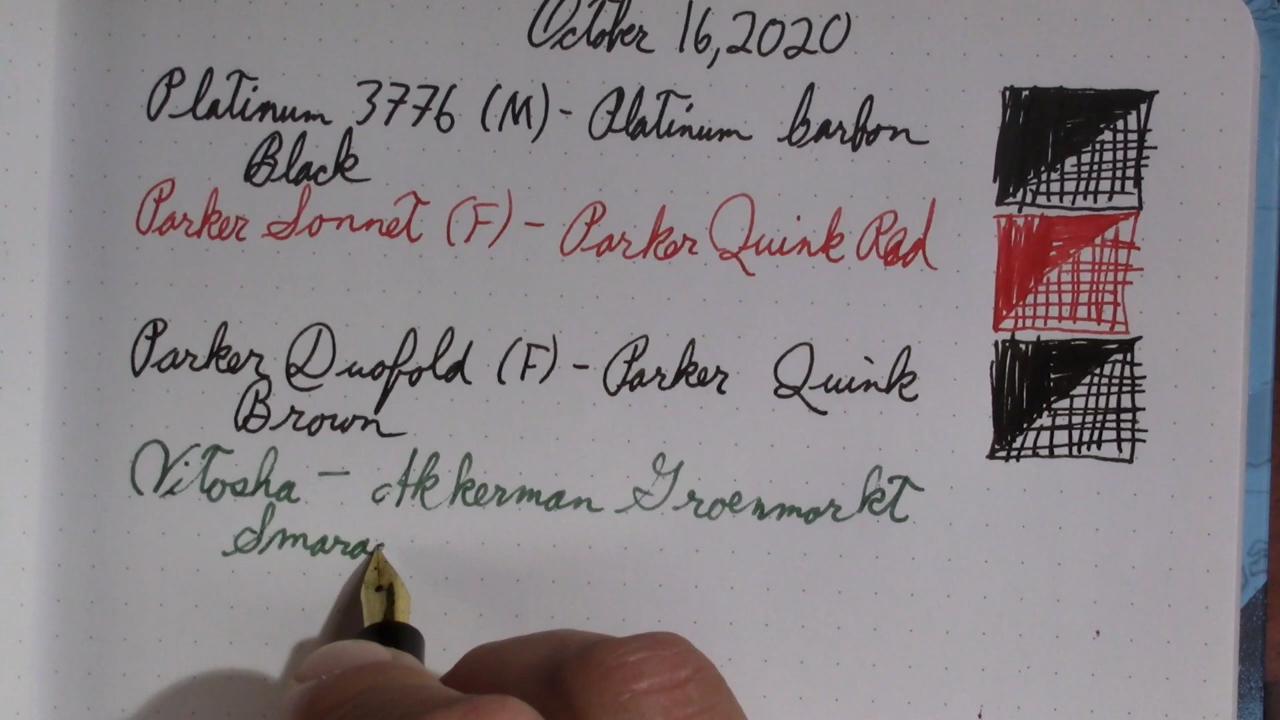 October 16, 2020
Platinum 3776 (M) - Platinum Carbon
Black
Parker Sonnet (F) - Parker Quink Red
Parker Duofold (F) - Parker Quink
Brown
Vitosha - Akkerman Groenmarkt
Smara